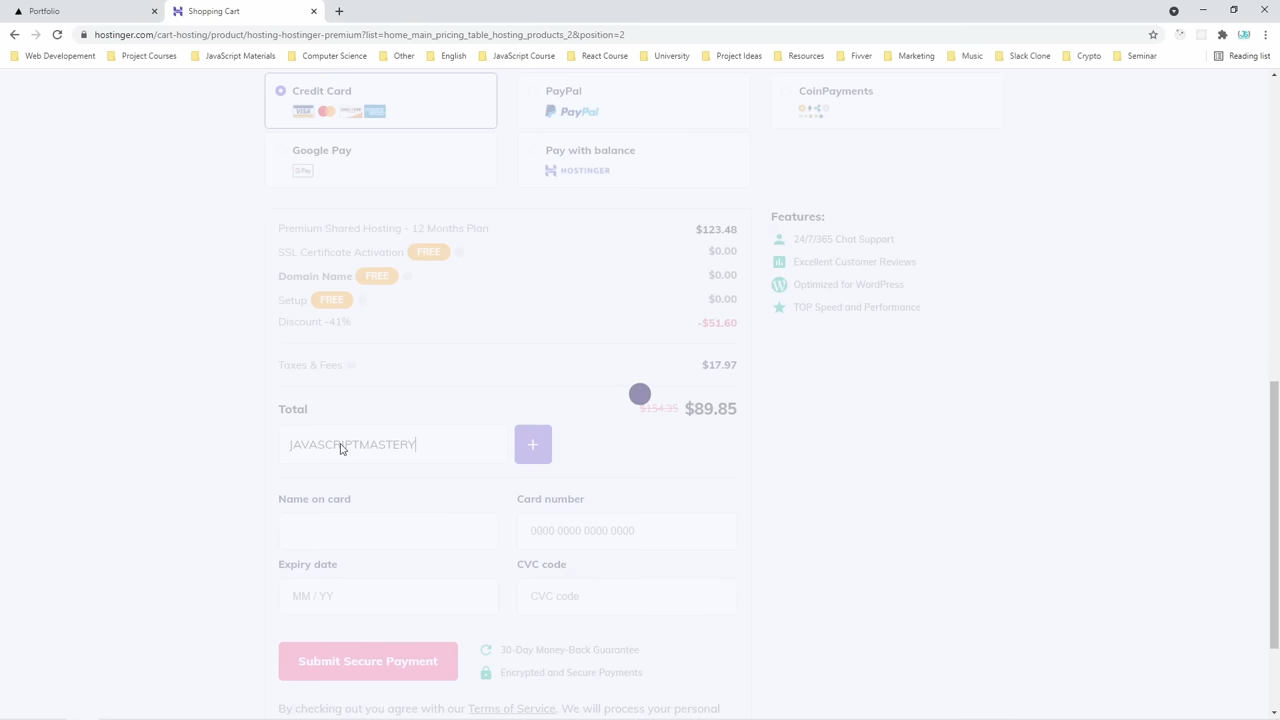 Portfolio
Shopping Cart
hostinger.com/cart-hosting/product/hosting-hostinger-premium?list=home_main_pricing_table_hosting_products_2&position=2
Web Developement Project Courses JavaScript Materials Computer Science Other English JavaScript Course React Course University Project Ideas Resources Fivver Marketing Music Slack Clone Crypto Seminar Reading list
Credit Card
VISA
PayPal
PayPal
CoinPayments
Google Pay
G Pay
Pay with balance
HOSTINGER
Premium Shared Hosting - 12 Months Plan $123.48
SSL Certificate Activation FREE $0.00
Domain Name FREE $0.00
Setup FREE $0.00
Discount -41% -$51.60
Taxes & Fees $17.97
Total $154.35 $89.85
JAVASCRIPTMASTERY
+
Features:
24/7/365 Chat Support
Excellent Customer Reviews
Optimized for WordPress
TOP Speed and Performance
Name on card Card number
0000 0000 0000 0000
Expiry date CVC code
MM / YY CVC code
Submit Secure Payment
30-Day Money-Back Guarantee
Encrypted and Secure Payments
By checking out you agree with our Terms of Service. We will process your personal